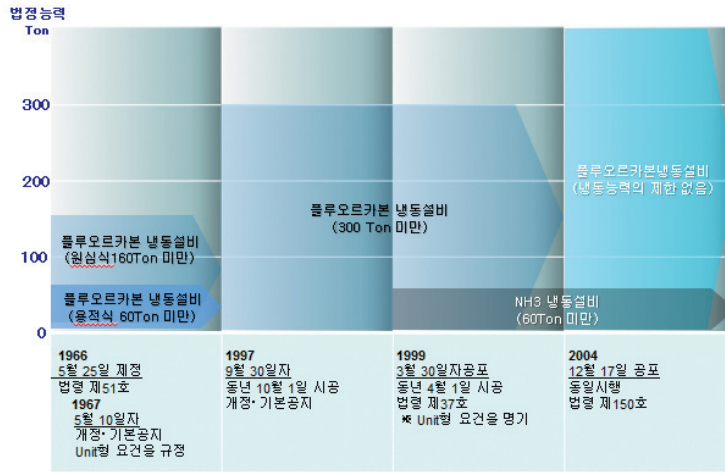 법정능력
Ton
300
200
100
0
플루오르카본 냉동설비
(원심식160Ton 미만)
플루오르카본 냉동설비
(용적식 60Ton 미만)
플루오르카본 냉동설비
(300 Ton 미만)
플루오르카본냉동설비
(냉동능력의 제한 없음)
NH3 냉동설비
(60Ton 미만)
1966
5월 25일 제정
법령 제51호
1967
5월 10일자
개정· 기본공지
Unit형 요건을 규정
1997
9월 30일자
동년 10월 1일 시공
개정· 기본공지
1999
3월 30일자공포
동년 4월 1일 시공
법령 제37호
※ Unit형 요건을 명기
2004
12월 17일 공포
동일시행
법령 제150호